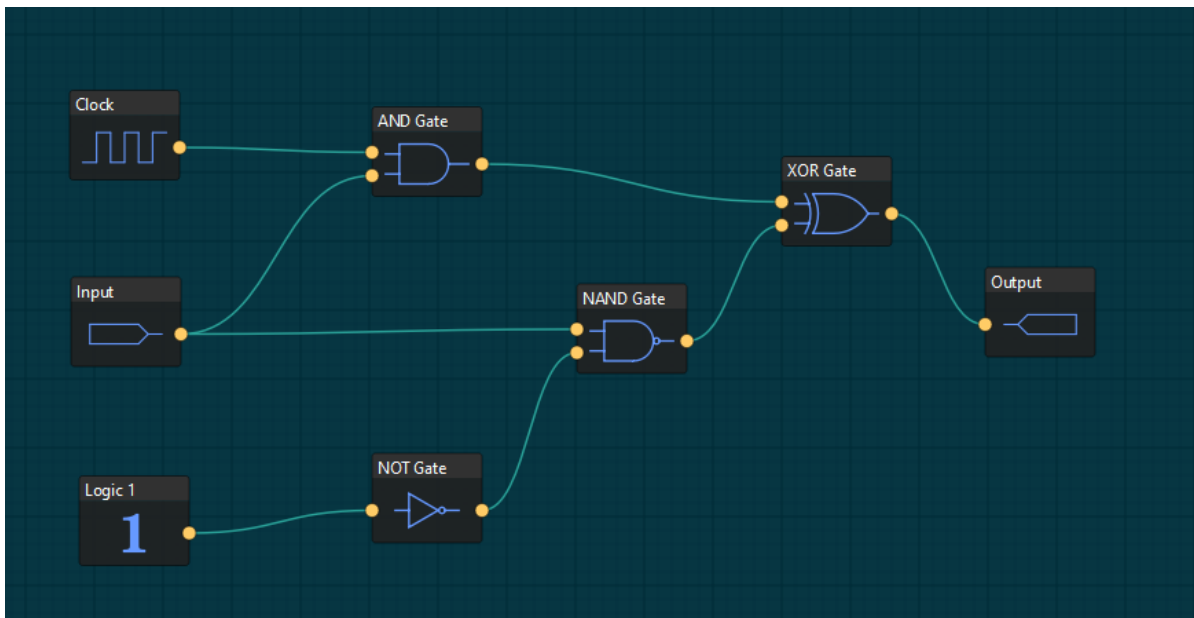 Clock
AND Gate
XOR Gate
Input
NAND Gate
Output
NOT Gate
Logic 1
1